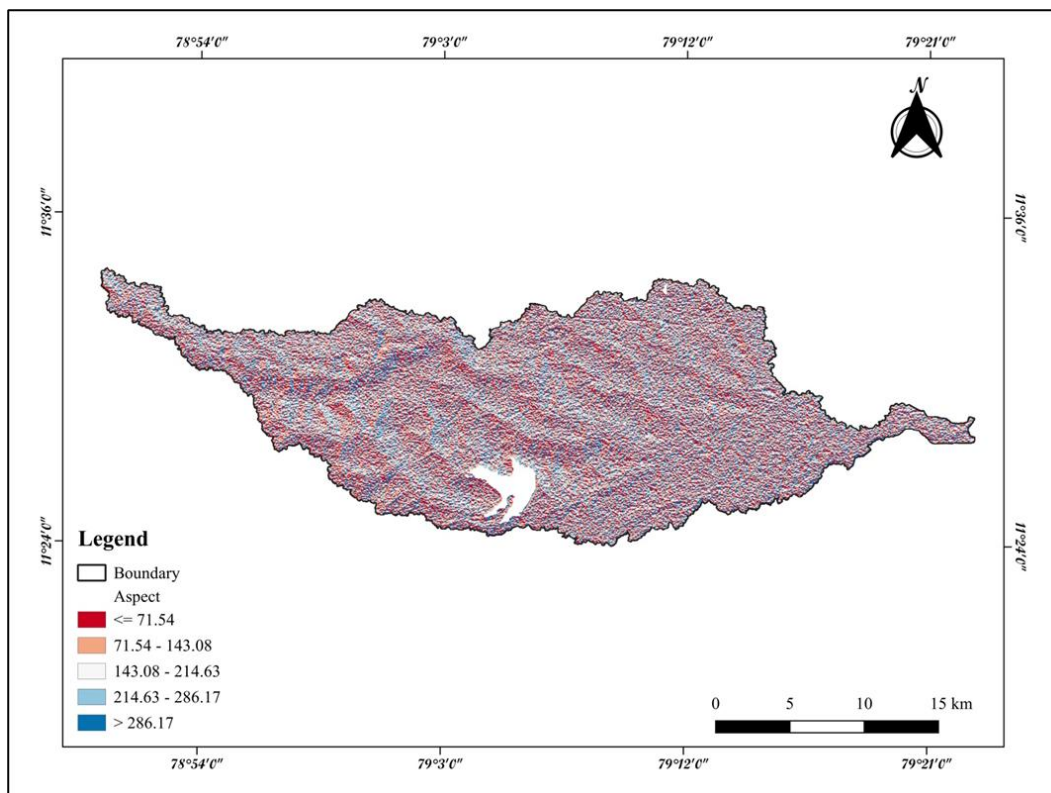 78°54'0" 79°3'0" 79°12'0" 79°21'0"
N
11°36'0" 11°36'0"
11°24'0" 11°24'0"
Legend
Boundary
Aspect
<= 71.54
71.54 - 143.08
143.08 - 214.63
214.63 - 286.17
> 286.17
0 5 10 15 km
78°54'0" 79°3'0" 79°12'0" 79°21'0"